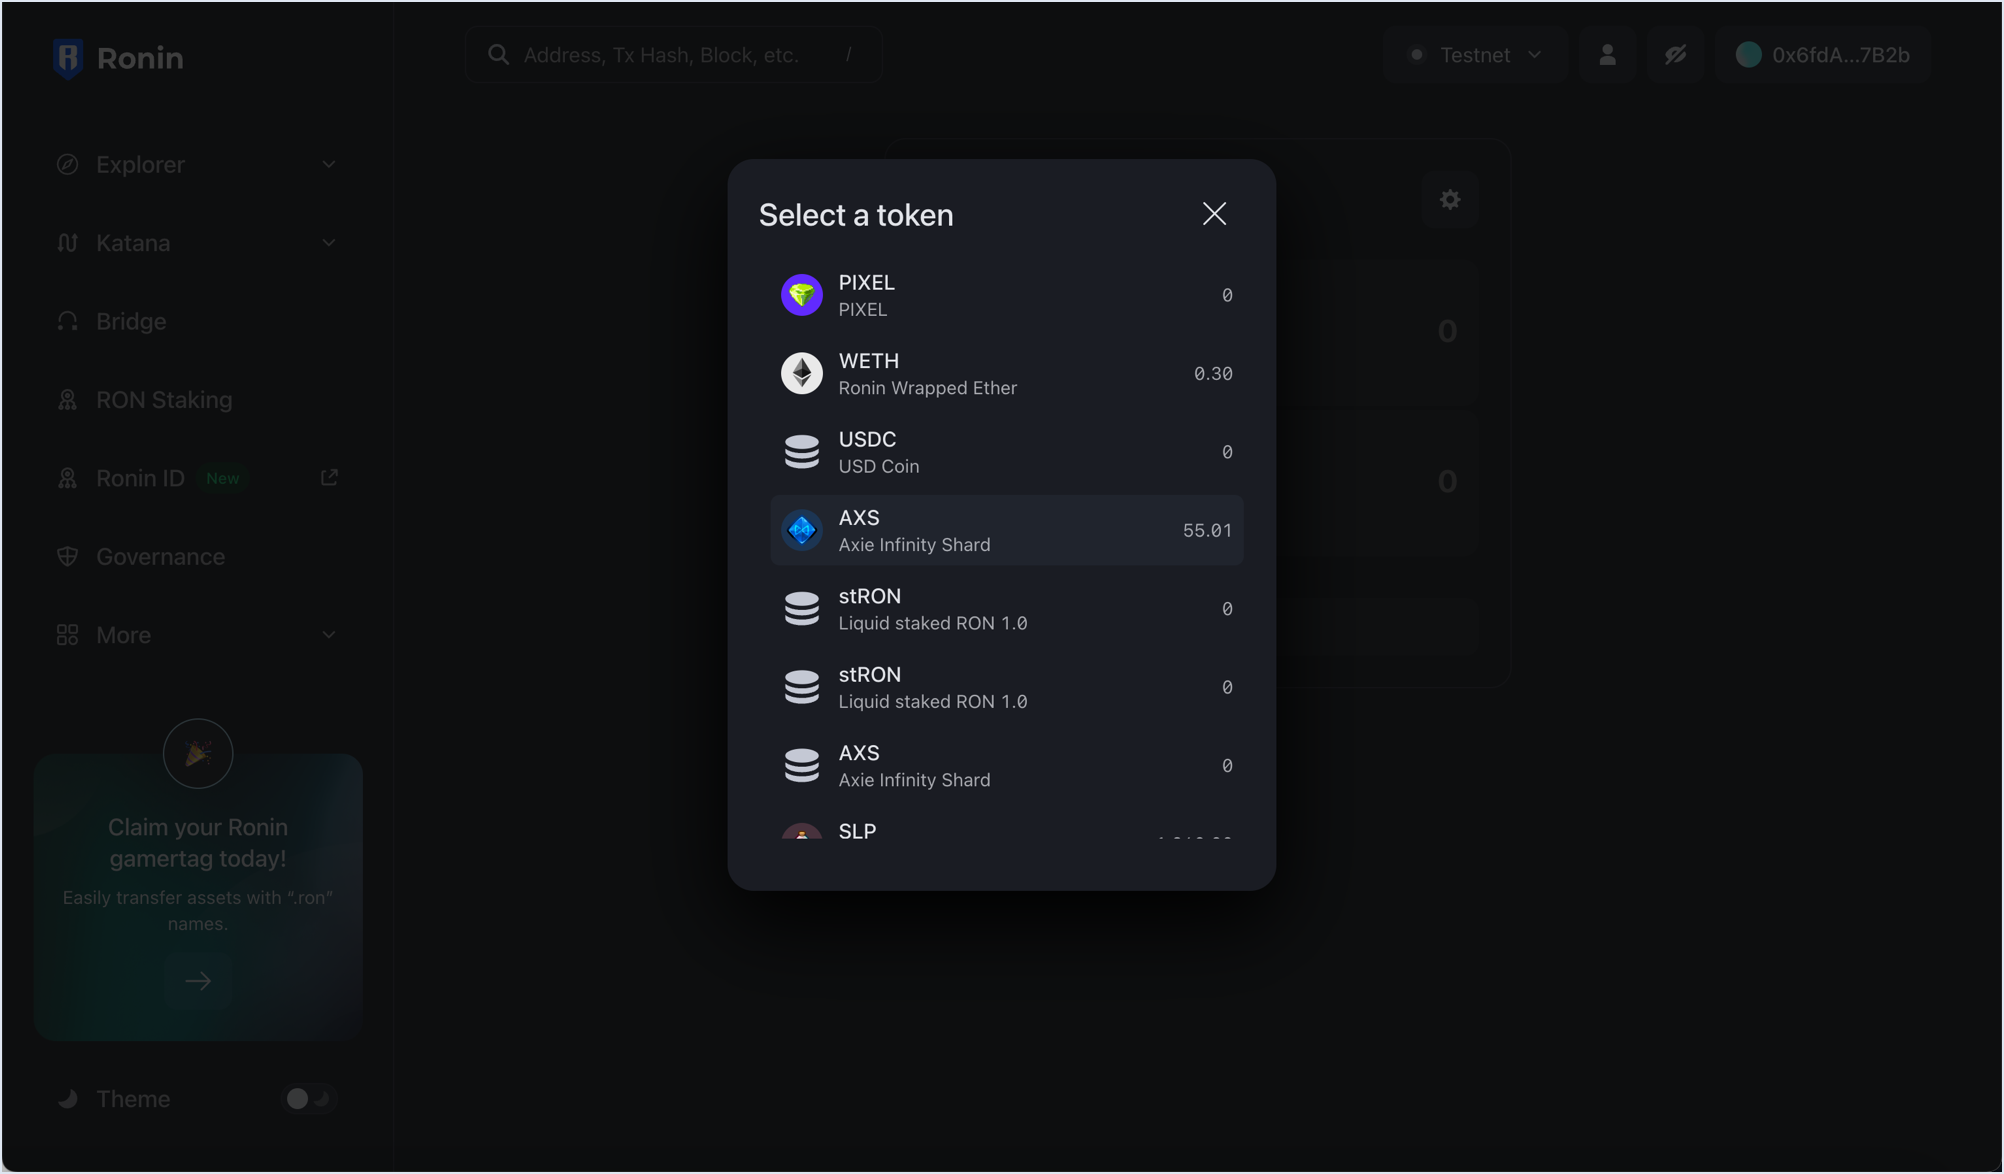 Ronin
Address, Tx Hash, Block, etc. /
Testnet
0x6fdA...7B2b
Explorer
Katana
Bridge
RON Staking
Ronin ID New
Governance
More
Claim your Ronin
gamertag today!
Easily transfer assets with “.ron”
names.
Theme
0
0
Select a token
PIXEL
PIXEL
0
WETH
Ronin Wrapped Ether
0.30
USDC
USD Coin
0
AXS
Axie Infinity Shard
55.01
stRON
Liquid staked RON 1.0
0
stRON
Liquid staked RON 1.0
0
AXS
Axie Infinity Shard
0
SLP